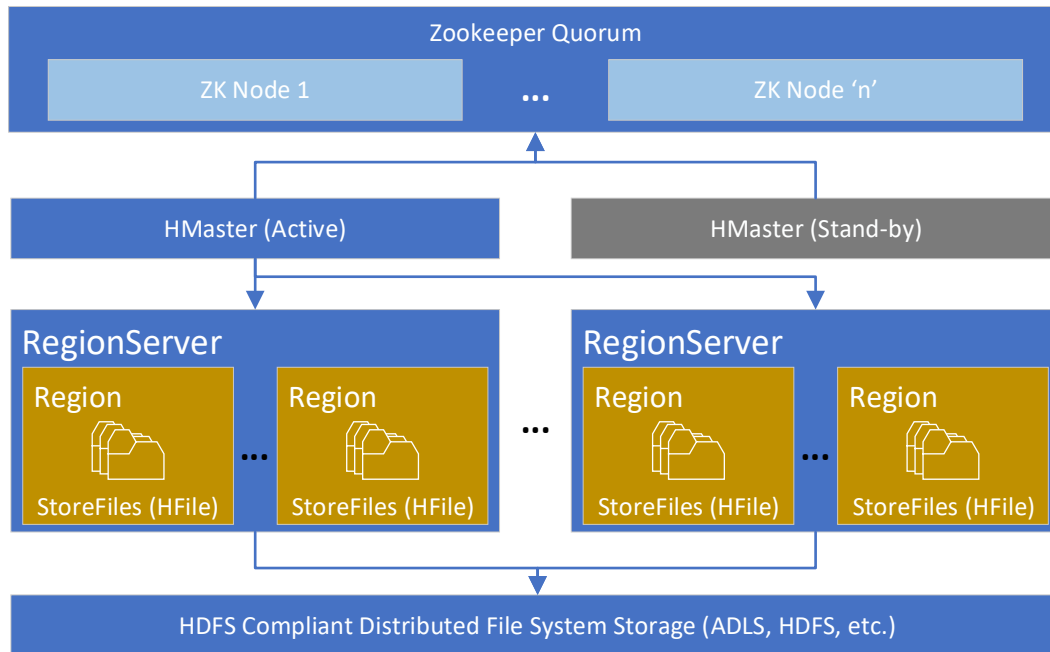 Zookeeper Quorum
ZK Node 1
...
ZK Node ‘n’
HMaster (Active)
HMaster (Stand-by)
RegionServer
Region
StoreFiles (HFile)
...
Region
StoreFiles (HFile)
...
RegionServer
Region
StoreFiles (HFile)
...
Region
StoreFiles (HFile)
HDFS Compliant Distributed File System Storage (ADLS, HDFS, etc.)